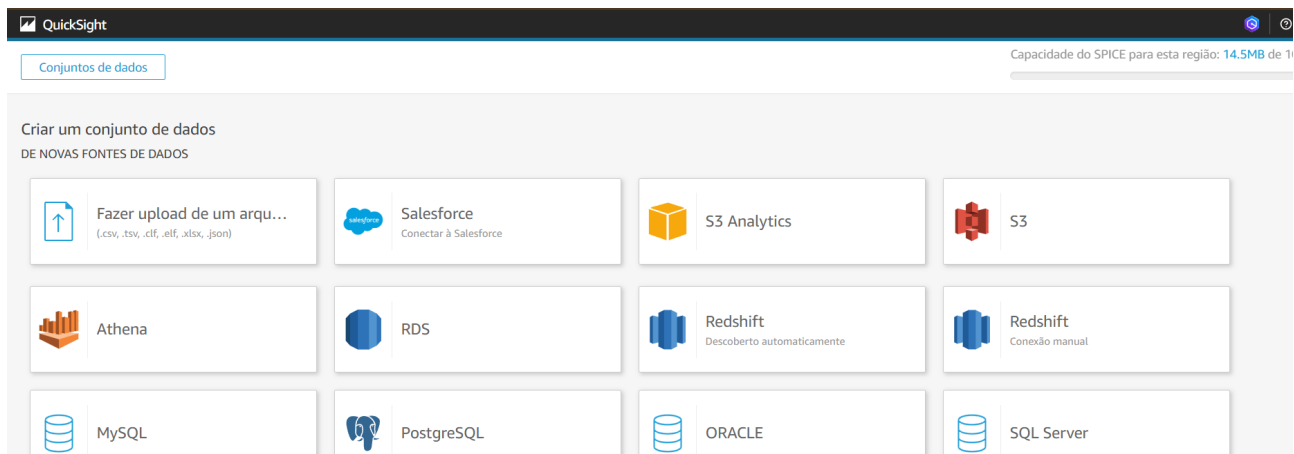 QuickSight
Conjuntos de dados
Capacidade do SPICE para esta região: 14.5MB de
Criar um conjunto de dados
DE NOVAS FONTES DE DADOS
Fazer upload de um arqu...
(.csv, .tsv, .clf, .elf, .xlsx, .json)
salesforce
Salesforce
Conectar à Salesforce
S3 Analytics
S3
Athena
RDS
Redshift
Descoberto automaticamente
Redshift
Conexão manual
MySQL
PostgreSQL
ORACLE
SQL Server